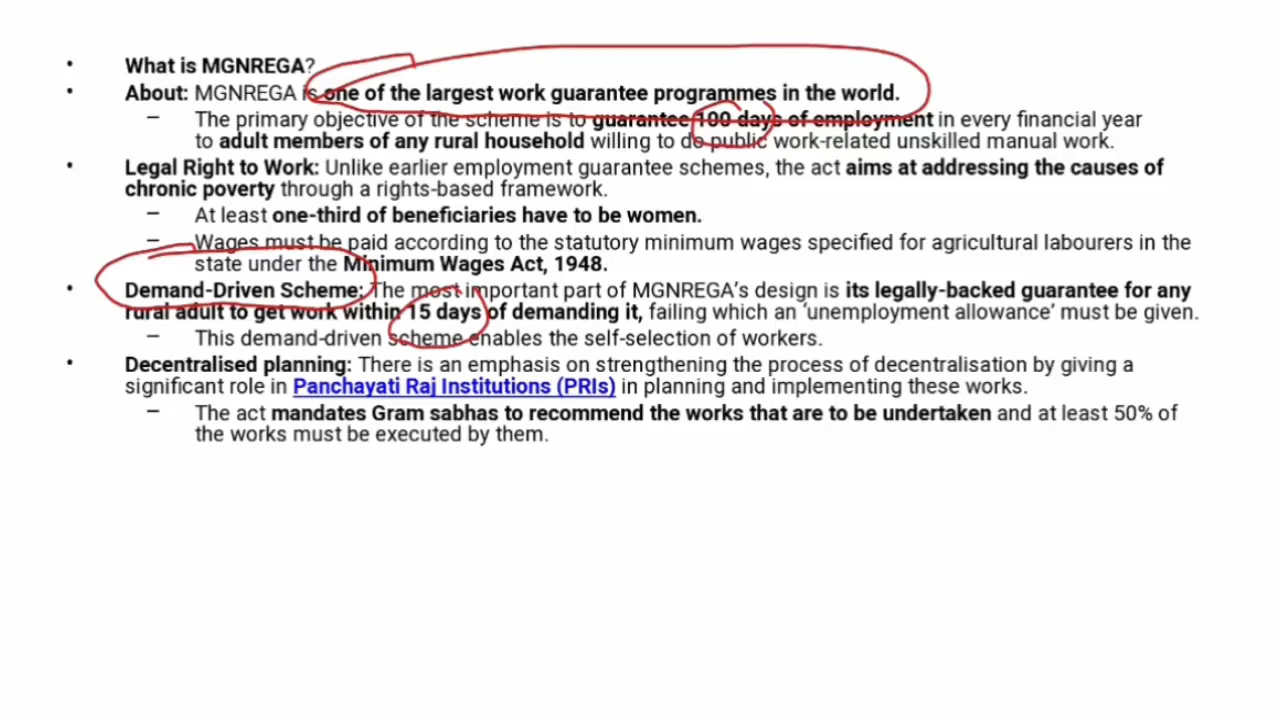 • What is MGNREGA?
• About: MGNREGA is one of the largest work guarantee programmes in the world.
– The primary objective of the scheme is to guarantee 100 days of employment in every financial year
to adult members of any rural household willing to do public work-related unskilled manual work.
• Legal Right to Work: Unlike earlier employment guarantee schemes, the act aims at addressing the causes of
chronic poverty through a rights-based framework.
– At least one-third of beneficiaries have to be women.
– Wages must be paid according to the statutory minimum wages specified for agricultural labourers in the
state under the Minimum Wages Act, 1948.
• Demand-Driven Scheme: The most important part of MGNREGA's design is its legally-backed guarantee for any
rural adult to get work within 15 days of demanding it, failing which an 'unemployment allowance' must be given.
– This demand-driven scheme enables the self-selection of workers.
• Decentralised planning: There is an emphasis on strengthening the process of decentralisation by giving a
significant role in Panchayati Raj Institutions (PRIs) in planning and implementing these works.
– The act mandates Gram sabhas to recommend the works that are to be undertaken and at least 50% of
the works must be executed by them.